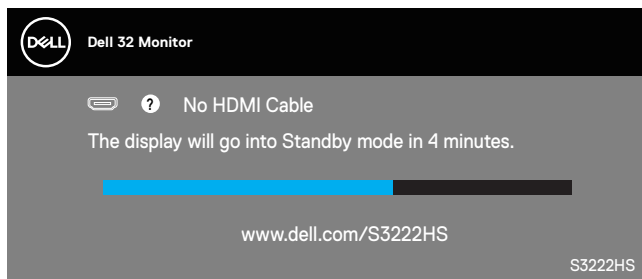 DELL
Dell 32 Monitor
? No HDMI Cable
The display will go into Standby mode in 4 minutes.
www.dell.com/S3222HS
S3222HS